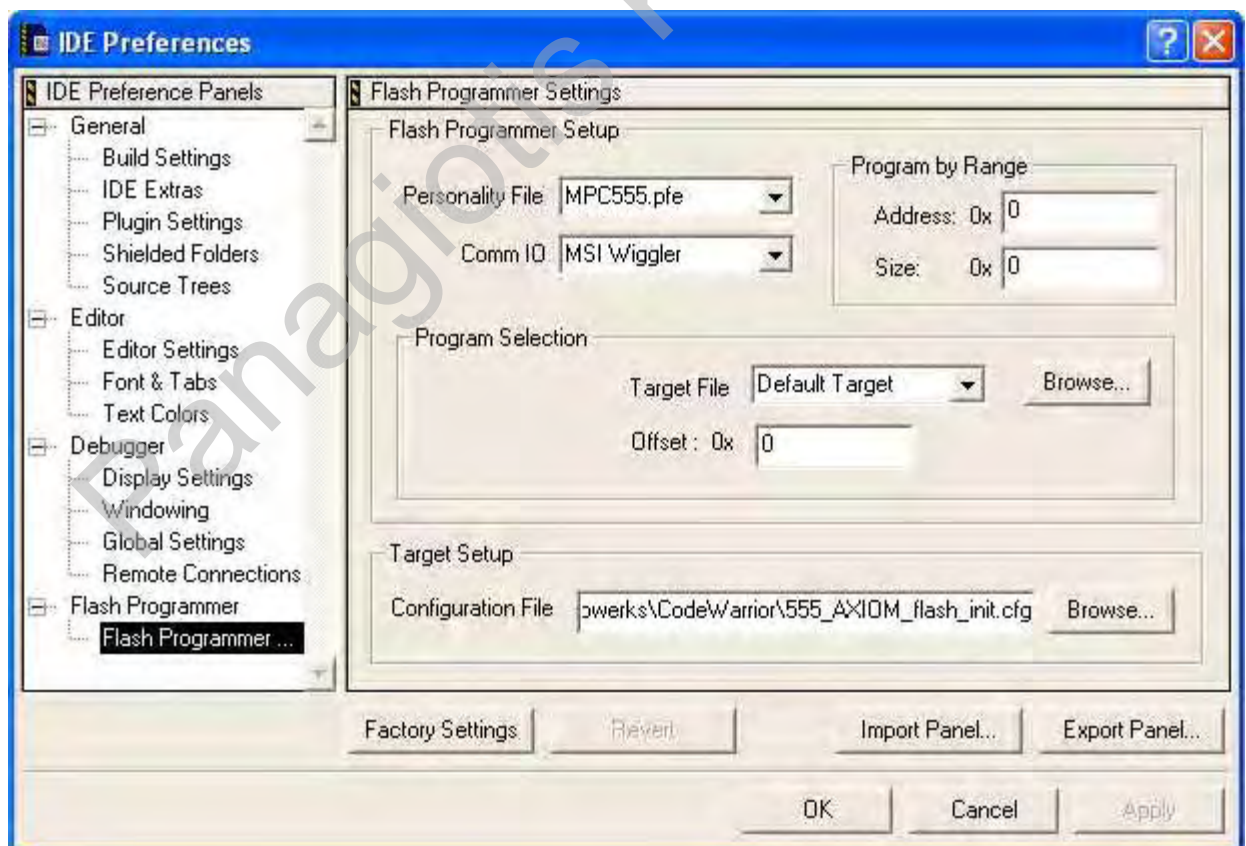 IDE Preferences
IDE Preference Panels
General
Build Settings
IDE Extras
Plugin Settings
Shielded Folders
Source Trees
Editor
Editor Settings
Font & Tabs
Text Colors
Debugger
Display Settings
Windowing
Global Settings
Remote Connections
Flash Programmer
Flash Programmer ...
Flash Programmer Settings
Flash Programmer Setup
Personality File MPC555.pfe
Comm IO MSI Wiggler
Program by Range
Address: 0x 0
Size: 0x 0
Program Selection
Target File Default Target Browse...
Offset : 0x 0
Target Setup
Configuration File owerks\CodeWarrior\555_AXIOM_flash_init.cfg Browse...
Factory Settings Revert Import Panel... Export Panel...
OK Cancel Apply
Panagiotis